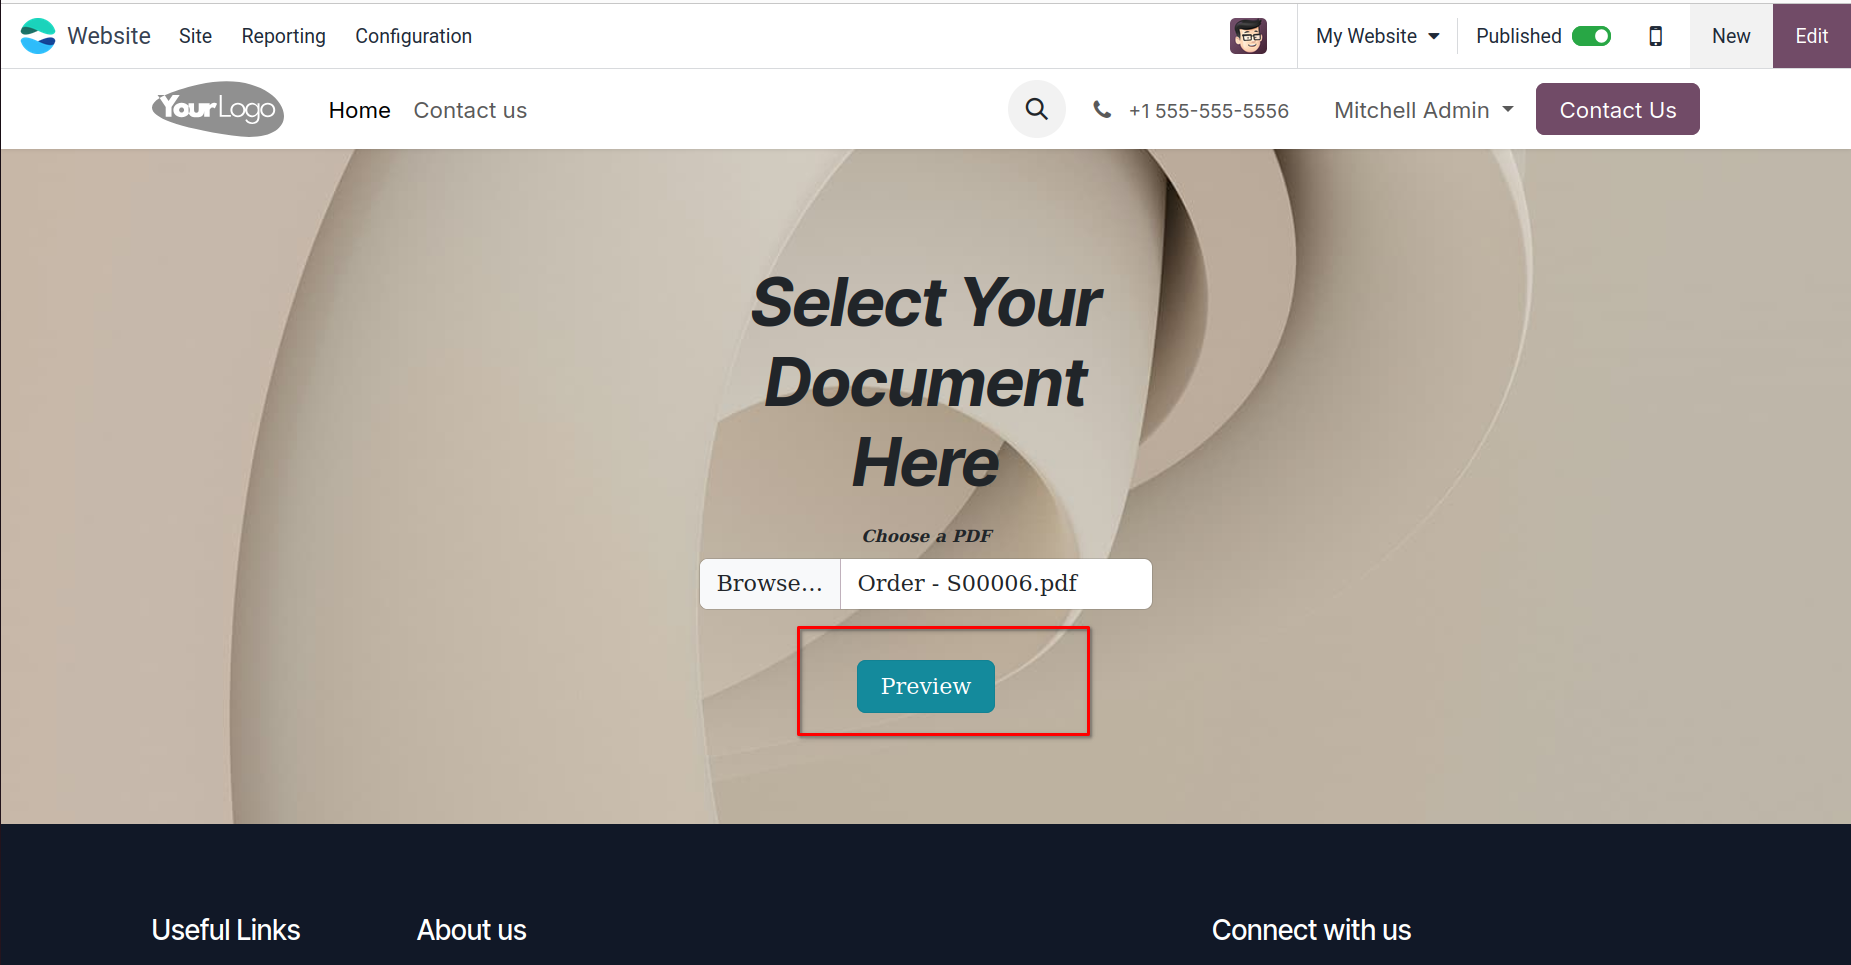 Website Site Reporting Configuration My Website Published New Edit
YourLogo Home Contact us +1 555-555-5556 Mitchell Admin Contact Us
Select Your
Document
Here
Choose a PDF
Browse... Order - S00006.pdf
Preview
Useful Links About us Connect with us